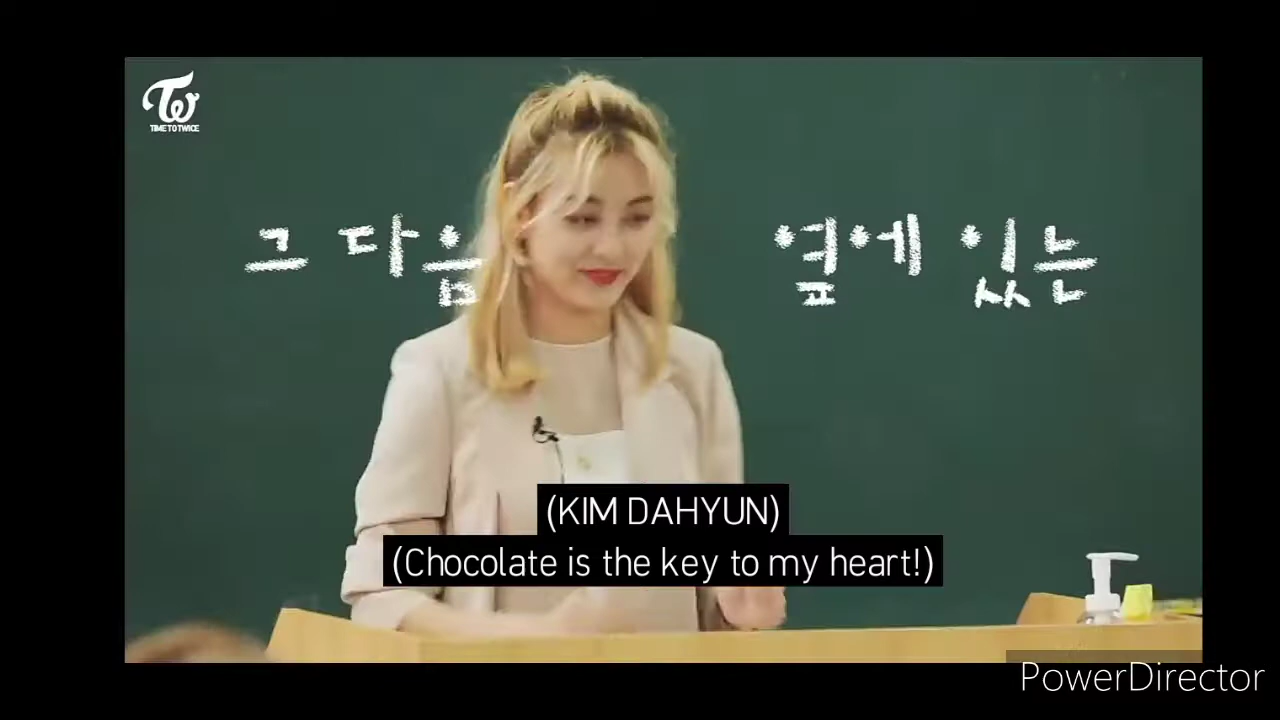 TW
TIME TO TWICE
그 다음 옆에 있는
(KIM DAHYUN)
(Chocolate is the key to my heart!)
PowerDirector